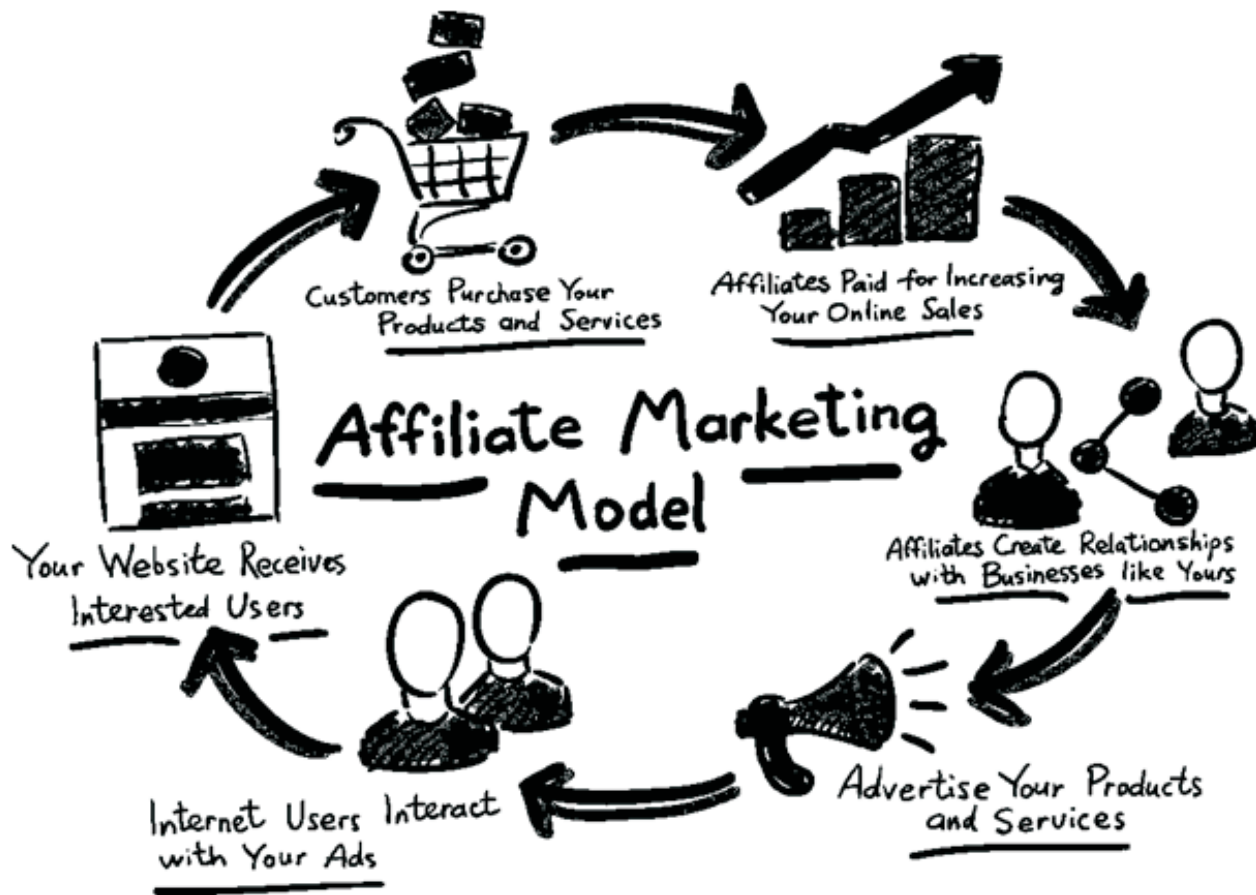 Customers Purchase Your
Products and Services
Affiliates Paid for Increasing
Your Online Sales
Affiliate Marketing
Model
Affiliates Create Relationships
with Businesses like Yours
Your Website Receives
Interested Users
Advertise Your Products
and Services
Internet Users Interact
with Your Ads